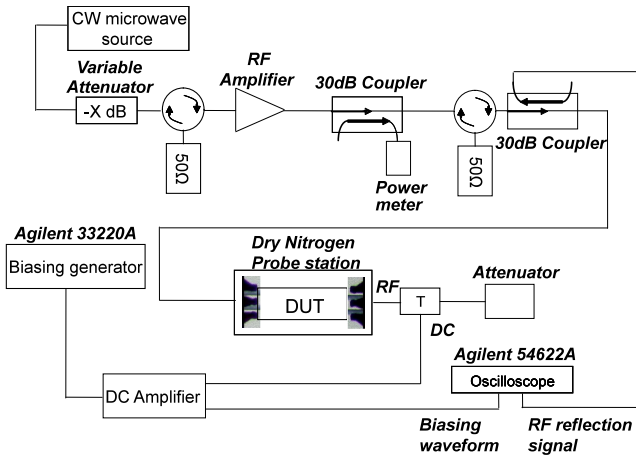 CW microwave
source
Variable
Attenuator
-X dB
50Ω
RF
Amplifier
30dB Coupler
Power
meter
50Ω
30dB Coupler
Agilent 33220A
Biasing generator
Dry Nitrogen
Probe station
DUT
RF
T
DC
Attenuator
DC Amplifier
Agilent 54622A
Oscilloscope
Biasing
waveform
RF reflection
signal